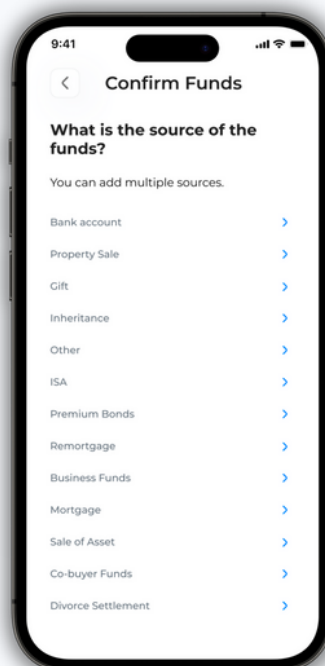 9:41
Confirm Funds
What is the source of the
funds?
You can add multiple sources.
Bank account
Property Sale
Gift
Inheritance
Other
ISA
Premium Bonds
Remortgage
Business Funds
Mortgage
Sale of Asset
Co-buyer Funds
Divorce Settlement